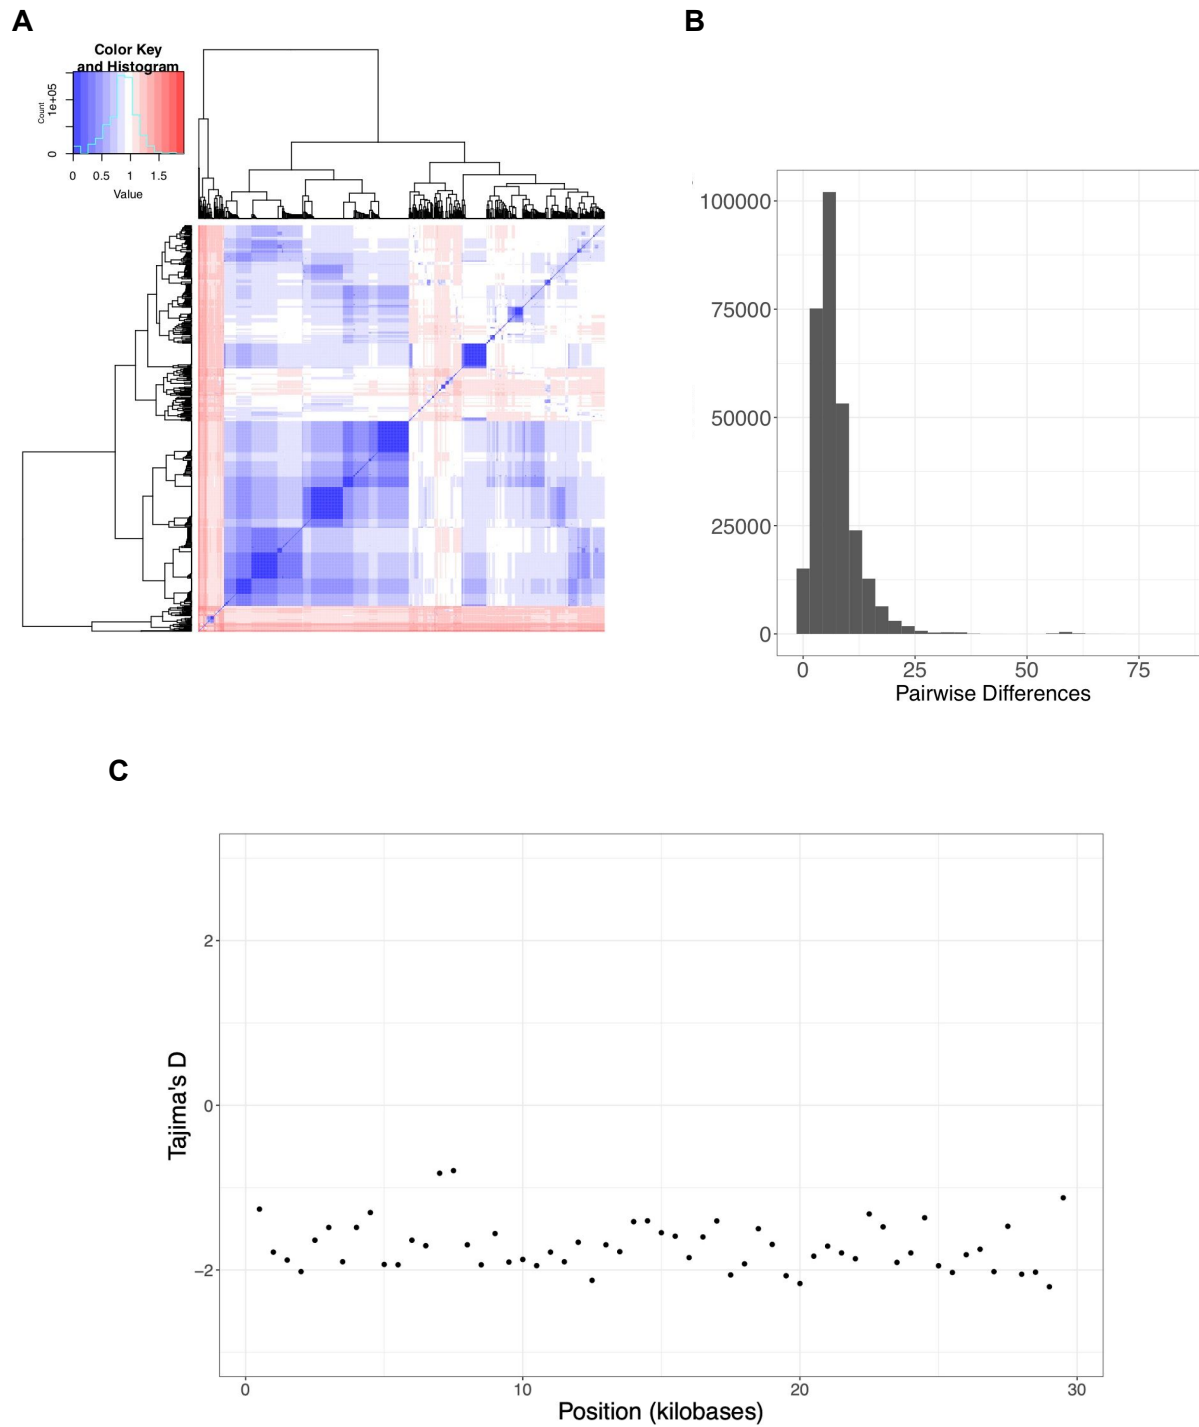 A
Color Key
and Histogram
Count
0
1e+05
0 0.5 1 1.5
Value
B
100000
75000
50000
25000
0
0 25 50 75
Pairwise Differences
C
Tajima's D
2
0
−2
0 10 20 30
Position (kilobases)